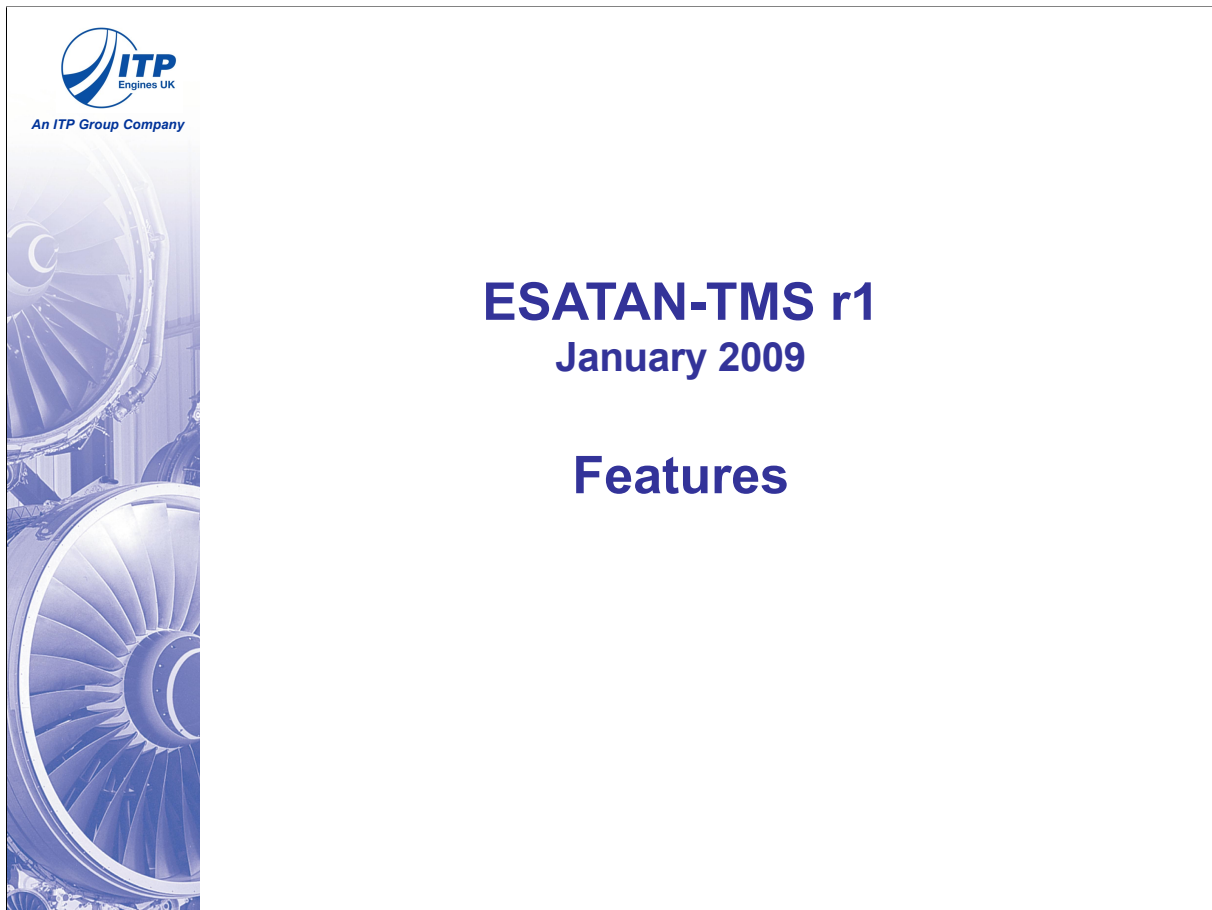 ITP
Engines UK
An ITP Group Company
ESATAN-TMS r1
January 2009
Features